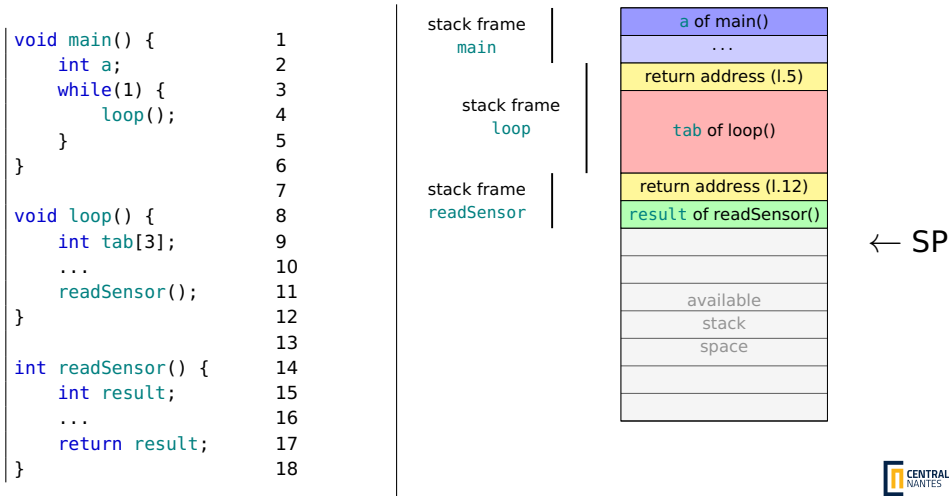 void main() { 1
int a; 2
while(1) { 3
loop(); 4
} 5
} 6
7
void loop() { 8
int tab[3]; 9
... 10
readSensor(); 11
} 12
13
int readSensor() { 14
int result; 15
... 16
return result; 17
} 18
stack frame
main
stack frame
loop
stack frame
readSensor
a of main()
...
return address (l.5)
tab of loop()
return address (l.12)
result of readSensor()
available
stack
space
← SP
CENTRAL
NANTES